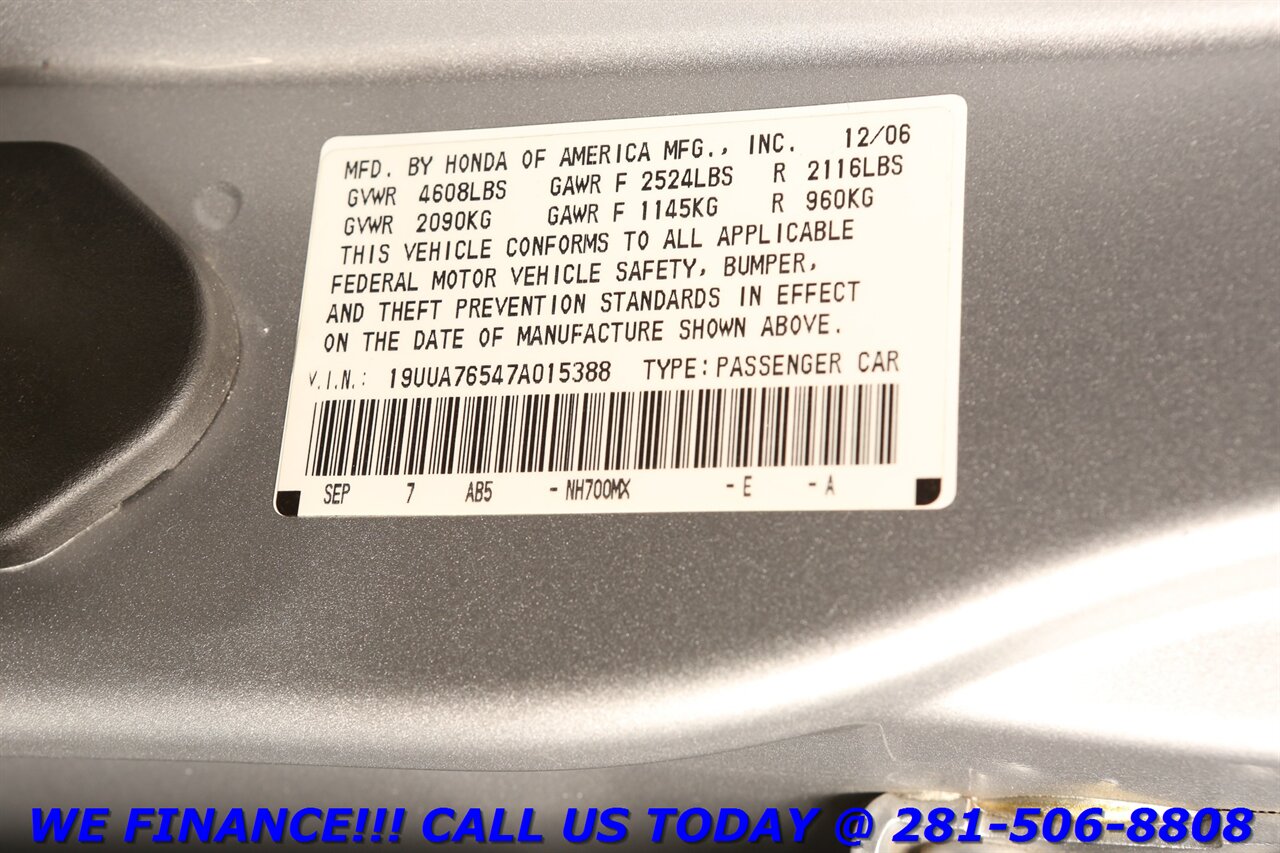 MFD. BY HONDA OF AMERICA MFG., INC. 12/06
GVWR 4608LBS GAWR F 2524LBS R 2116LBS
GVWR 2090KG GAWR F 1145KG R 960KG
THIS VEHICLE CONFORMS TO ALL APPLICABLE
FEDERAL MOTOR VEHICLE SAFETY, BUMPER,
AND THEFT PREVENTION STANDARDS IN EFFECT
ON THE DATE OF MANUFACTURE SHOWN ABOVE.
V.I.N.: 19UUA76547A015388 TYPE: PASSENGER CAR
SEP 7 AB5 - NH700MX - E - A
WE FINANCE!!! CALL US TODAY @ 281-506-8808